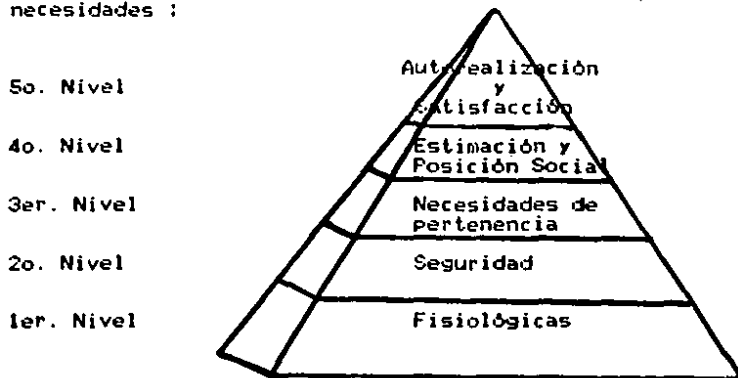 necesidades :
5o. Nivel
Autorealización
y
Satisfacción
4o. Nivel
Estimación y
Posición Social
3er. Nivel
Necesidades de
pertenencia
2o. Nivel
Seguridad
1er. Nivel
Fisiológicas